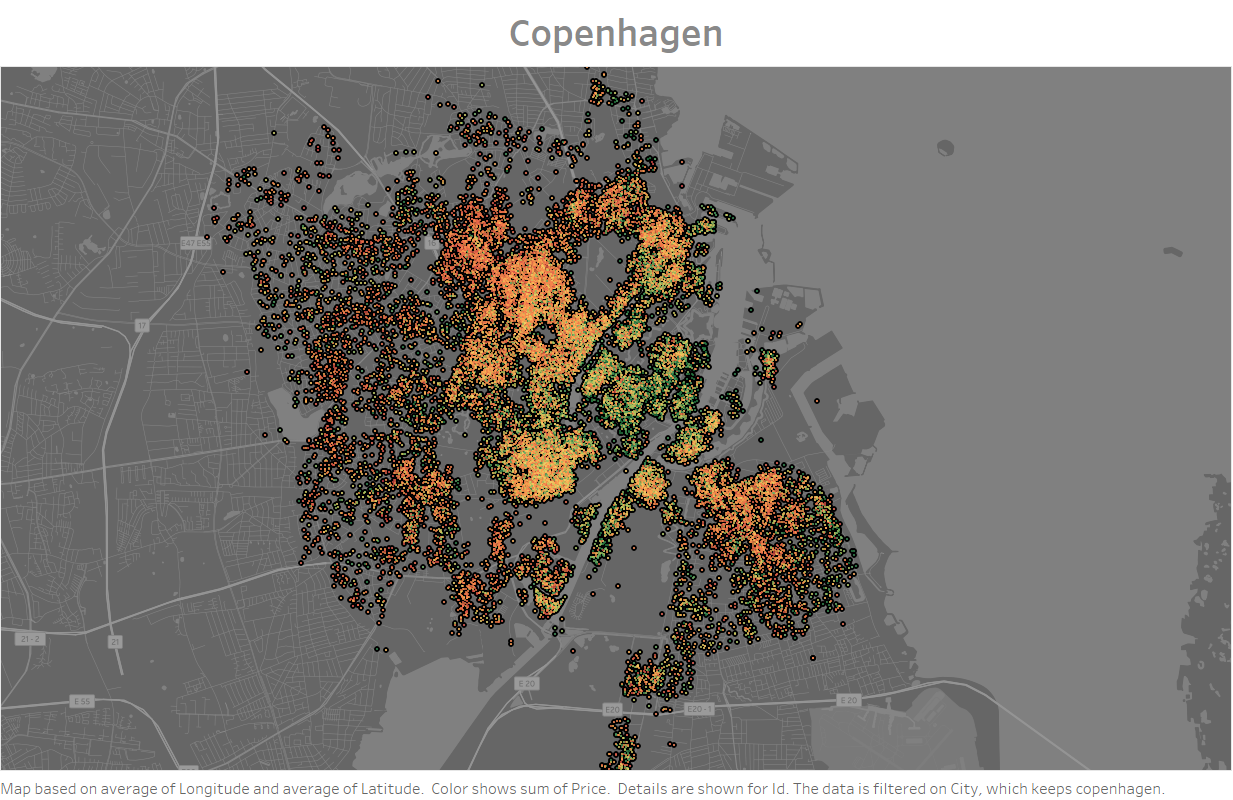 Copenhagen
E47 E55
16
17
21 - 2
21
E 55
E 20
E20
E20 - 1
E 20
Map based on average of Longitude and average of Latitude. Color shows sum of Price. Details are shown for Id. The data is filtered on City, which keeps copenhagen.